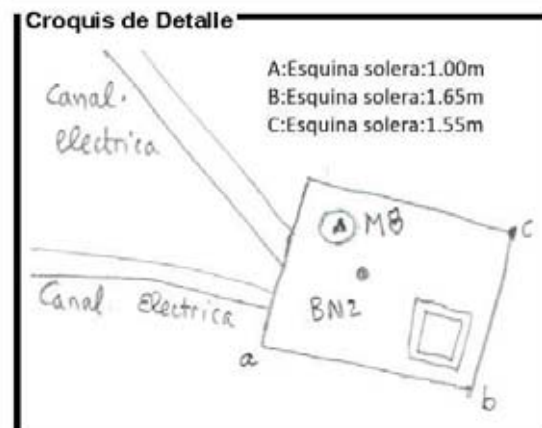 Croquis de Detalle
A:Esquina solera:1.00m
B:Esquina solera:1.65m
C:Esquina solera:1.55m
Canal.
electrica
M8
c
BN2
Canal Electrica
a
b